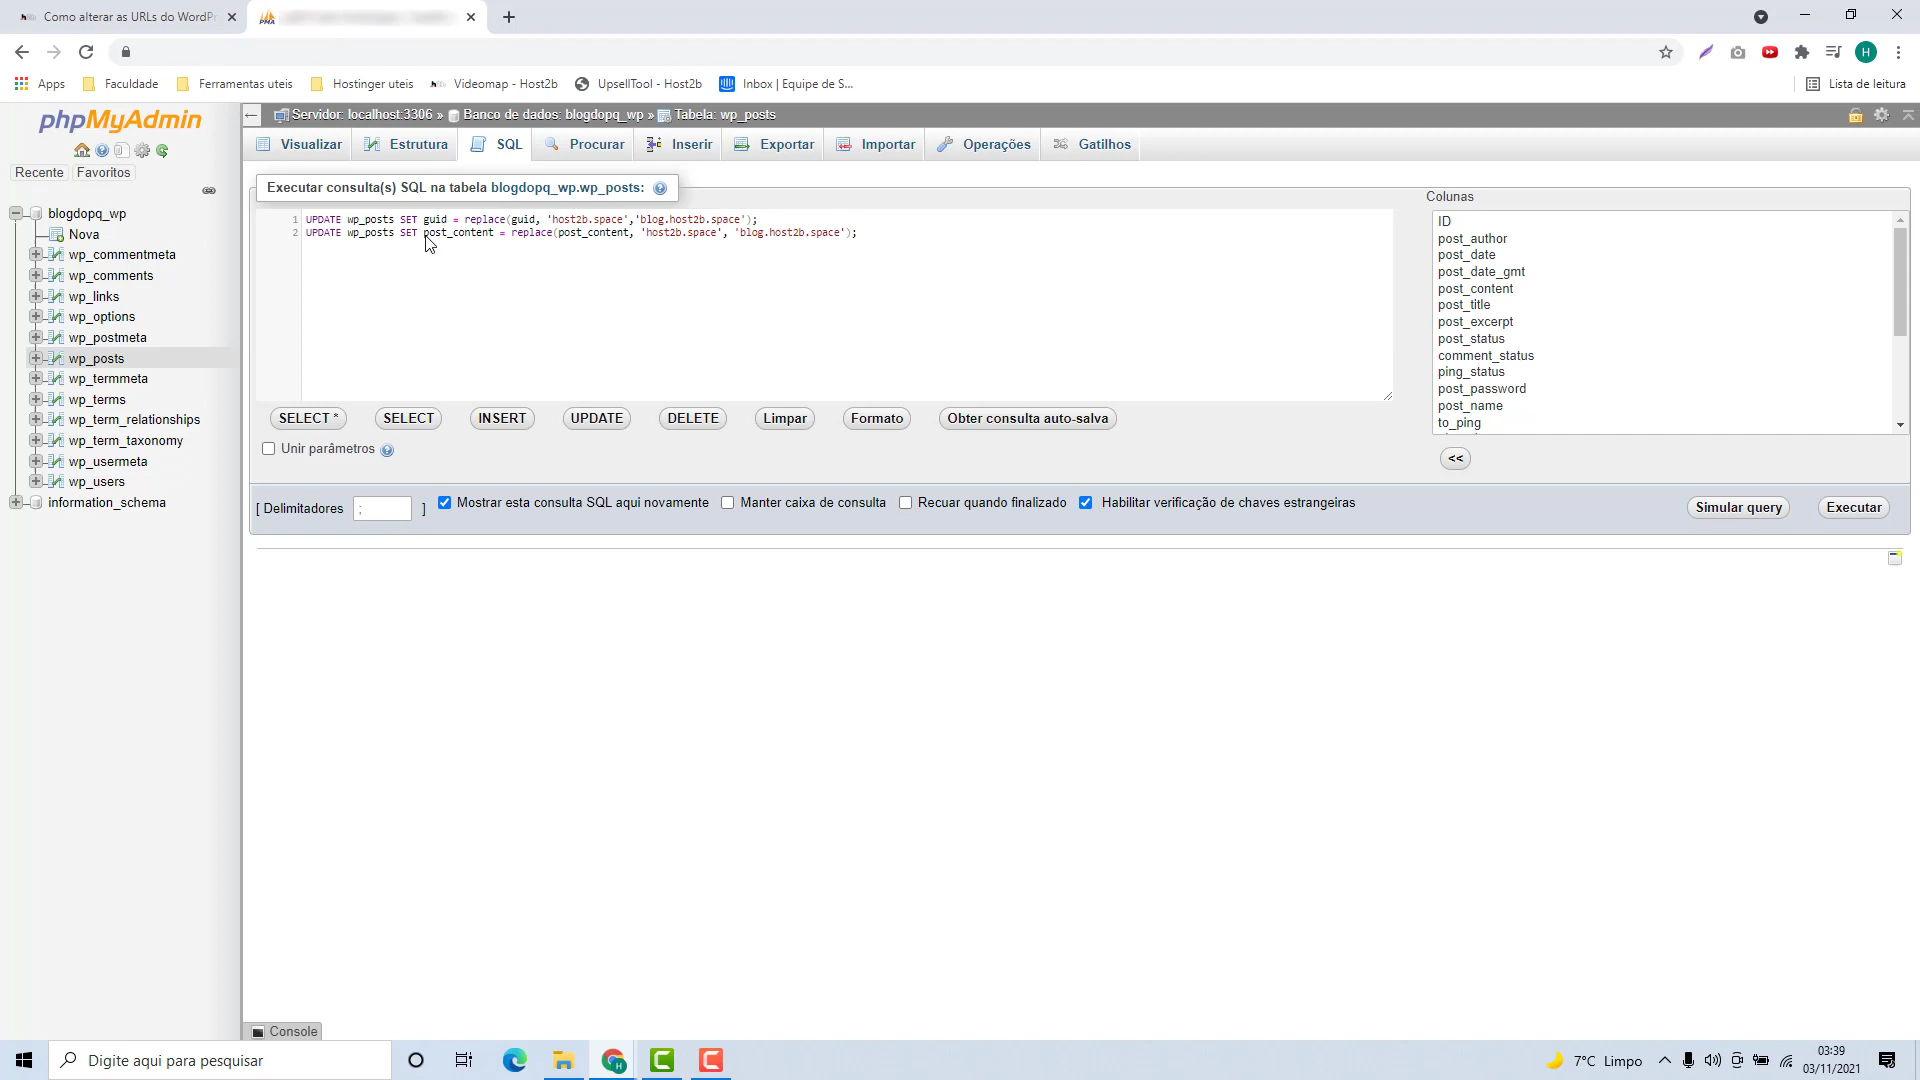 Como alterar as URLs do WordPr
Apps
Faculdade
Ferramentas uteis
Hostinger uteis
Videomap - Host2b
UpsellTool - Host2b
Inbox | Equipe de S...
Lista de leitura
H
phpMyAdmin
Recente
Favoritos
blogdopq_wp
Nova
wp_commentmeta
wp_comments
wp_links
wp_options
wp_postmeta
wp_posts
wp_termmeta
wp_terms
wp_term_relationships
wp_term_taxonomy
wp_usermeta
wp_users
information_schema
Servidor: localhost:3306 » Banco de dados: blogdopq_wp » Tabela: wp_posts
Visualizar
Estrutura
SQL
Procurar
Inserir
Exportar
Importar
Operações
Gatilhos
Executar consulta(s) SQL na tabela blogdopq_wp.wp_posts:
1 UPDATE wp_posts SET guid = replace(guid, 'host2b.space','blog.host2b.space');
2 UPDATE wp_posts SET post_content = replace(post_content, 'host2b.space', 'blog.host2b.space');
Colunas
ID
post_author
post_date
post_date_gmt
post_content
post_title
post_excerpt
post_status
comment_status
ping_status
post_password
post_name
to_ping
<<
SELECT *
SELECT
INSERT
UPDATE
DELETE
Limpar
Formato
Obter consulta auto-salva
Unir parâmetros
[ Delimitadores ; ]
Mostrar esta consulta SQL aqui novamente
Manter caixa de consulta
Recuar quando finalizado
Habilitar verificação de chaves estrangeiras
Simular query
Executar
Console
Digite aqui para pesquisar
7°C Limpo
03:39
03/11/2021